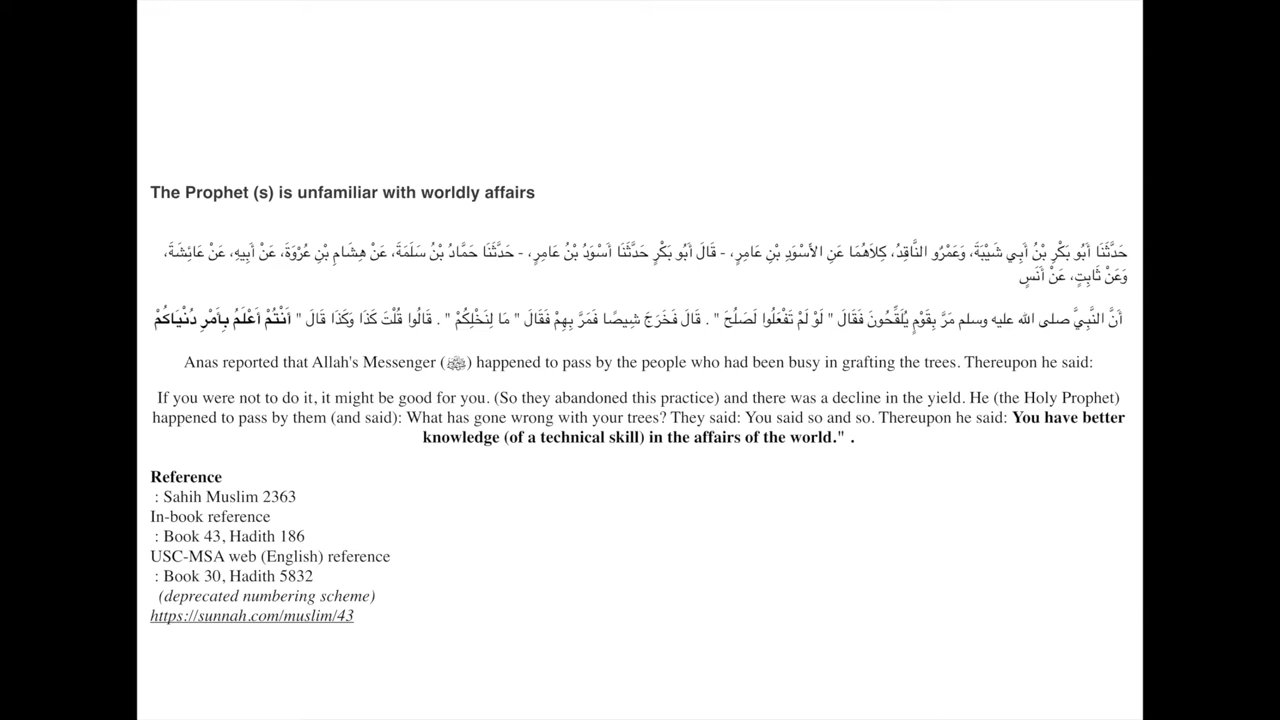 The Prophet (s) is unfamiliar with worldly affairs
حَدَّثَنَا أَبُو بَكْرِ بْنُ أَبِي شَيْبَةَ، وَعَمْرٌو النَّاقِدُ، كِلاَهُمَا عَنِ الأَسْوَدِ بْنِ عَامِرٍ، - قَالَ أَبُو بَكْرٍ حَدَّثَنَا أَسْوَدُ بْنُ عَامِرٍ، - حَدَّثَنَا حَمَّادُ بْنُ سَلَمَةَ، عَنْ هِشَامِ بْنِ عُرْوَةَ، عَنْ أَبِيهِ، عَنْ عَائِشَةَ،
وَعَنْ ثَابِتٍ، عَنْ أَنَسٍ
أَنَّ النَّبِيَّ صلى الله عليه وسلم مَرَّ بِقَوْمٍ يُلَقِّحُونَ فَقَالَ " لَوْ لَمْ تَفْعَلُوا لَصَلُحَ " . قَالَ فَخَرَجَ شِيصًا فَمَرَّ بِهِمْ فَقَالَ " مَا لِنَخْلِكُمْ " . قَالُوا قُلْتَ كَذَا وَكَذَا قَالَ " أَنْتُمْ أَعْلَمُ بِأَمْرِ دُنْيَاكُمْ
Anas reported that Allah's Messenger (ﷺ) happened to pass by the people who had been busy in grafting the trees. Thereupon he said:
If you were not to do it, it might be good for you. (So they abandoned this practice) and there was a decline in the yield. He (the Holy Prophet)
happened to pass by them (and said): What has gone wrong with your trees? They said: You said so and so. Thereupon he said: You have better
knowledge (of a technical skill) in the affairs of the world." .
Reference
: Sahih Muslim 2363
In-book reference
: Book 43, Hadith 186
USC-MSA web (English) reference
: Book 30, Hadith 5832
(deprecated numbering scheme)
https://sunnah.com/muslim/43